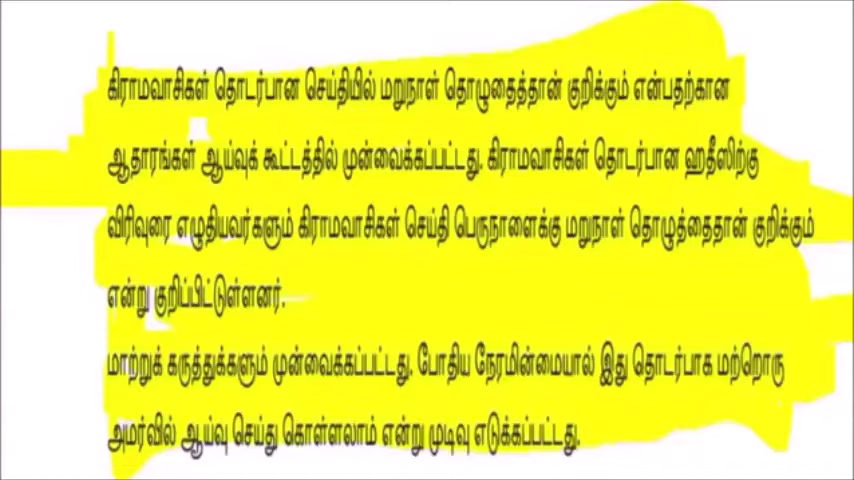 கிராமவாசிகள் தொடர்பான செய்தியில் மறுநாள் தொழுதைத்தான் குறிக்கும் என்பதற்கான
ஆதாரங்கள் ஆய்வுக் கூட்டத்தில் முன்வைக்கப்பட்டது. கிராமவாசிகள் தொடர்பான ஹதீஸிற்கு
விரிவுரை எழுதியவர்களும் கிராமவாசிகள் செய்தி பெருநாளைக்கு மறுநாள் தொழுத்தைதான் குறிக்கும்
என்று குறிப்பிட்டுள்ளனர்.
மாற்றுக் கருத்துக்களும் முன்வைக்கப்பட்டது. போதிய நேரமின்மையால் இது தொடர்பாக மற்றொரு
அமர்வில் ஆய்வு செய்து கொள்ளலாம் என்று முடிவு எடுக்கப்பட்டது.